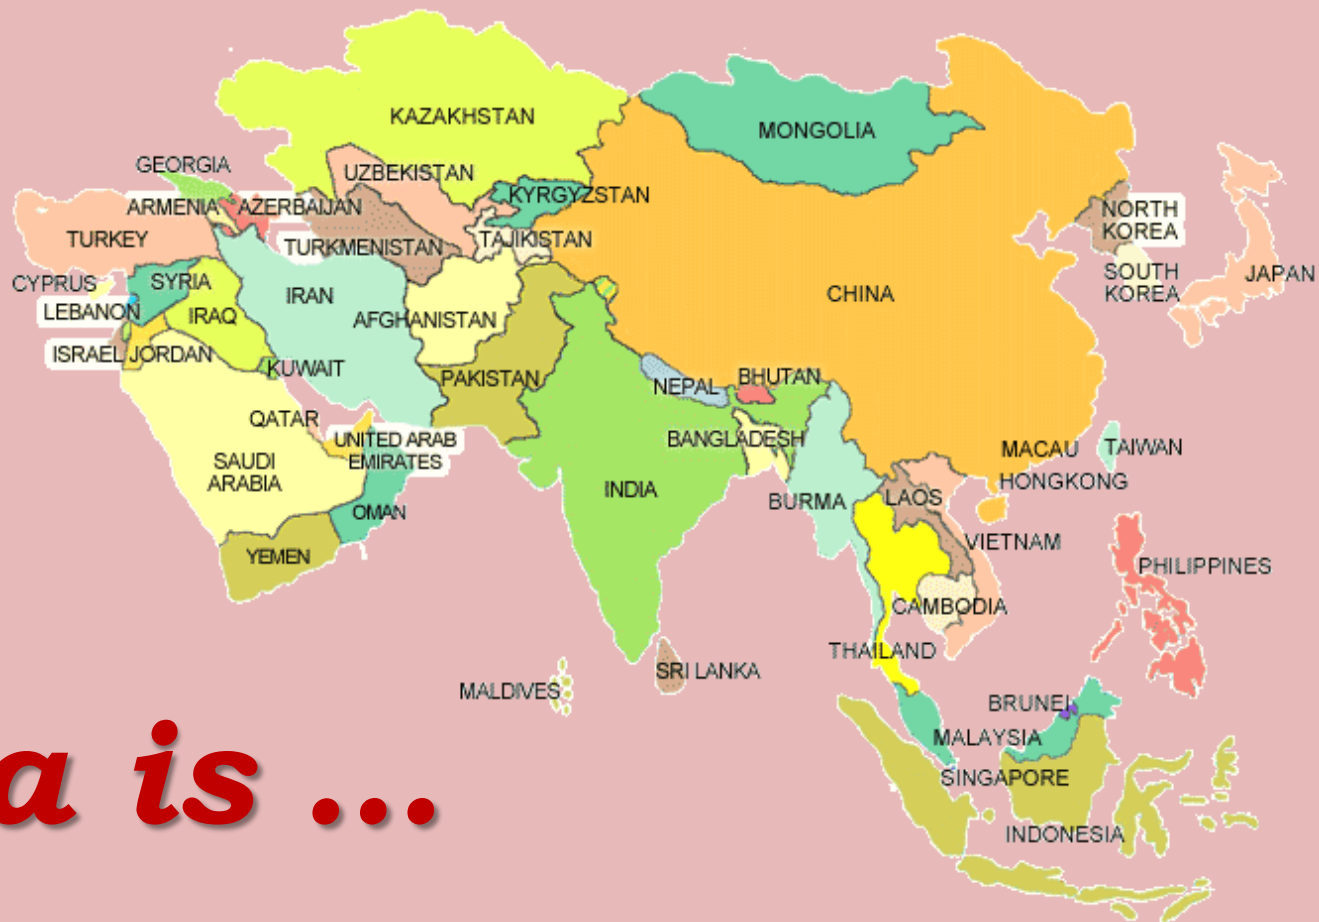 KAZAKHSTAN
MONGOLIA
GEORGIA
UZBEKISTAN
KYRGYZSTAN
ARMENIA
AZERBAIJAN
NORTH
KOREA
TURKEY
TURKMENISTAN
TAJIKISTAN
CYPRUS
SYRIA
SOUTH
KOREA
JAPAN
IRAN
CHINA
LEBANON
IRAQ
AFGHANISTAN
ISRAEL
JORDAN
KUWAIT
PAKISTAN
NEPAL
BHUTAN
QATAR
UNITED ARAB
EMIRATES
BANGLADESH
MACAU
TAIWAN
SAUDI
ARABIA
INDIA
HONGKONG
BURMA
LAOS
OMAN
VIETNAM
YEMEN
PHILIPPINES
CAMBODIA
THAILAND
SRI LANKA
MALDIVES
BRUNEI
MALAYSIA
SINGAPORE
INDONESIA
a is ...